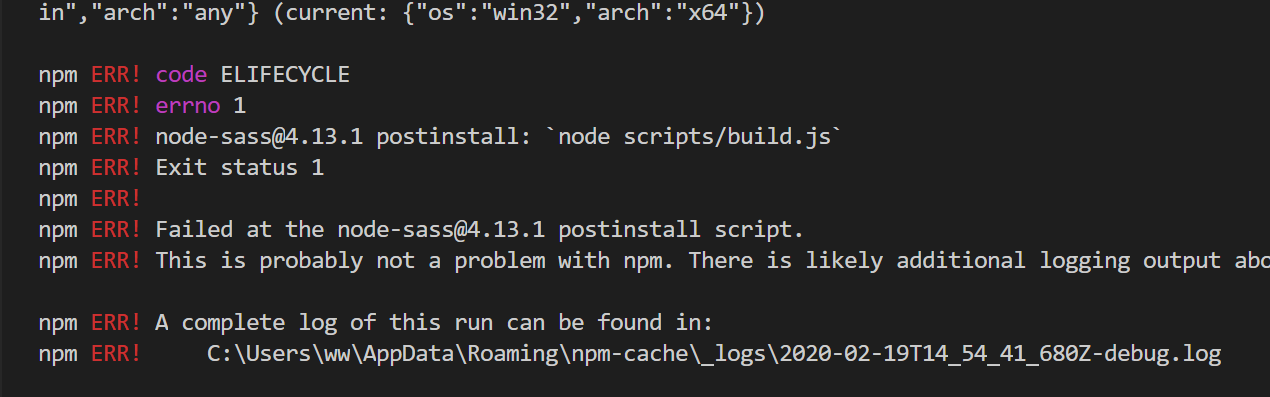 in","arch":"any"} (current: {"os":"win32","arch":"x64"})
npm ERR! code ELIFECYCLE
npm ERR! errno 1
npm ERR! node-sass@4.13.1 postinstall: `node scripts/build.js`
npm ERR! Exit status 1
npm ERR!
npm ERR! Failed at the node-sass@4.13.1 postinstall script.
npm ERR! This is probably not a problem with npm. There is likely additional logging output abo
npm ERR! A complete log of this run can be found in:
npm ERR!     C:\Users\ww\AppData\Roaming\npm-cache\_logs\2020-02-19T14_54_41_680Z-debug.log